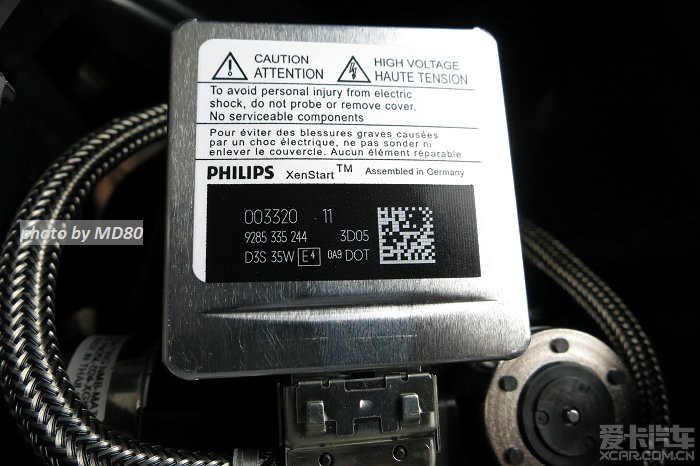 CAUTION
ATTENTION
HIGH VOLTAGE
HAUTE TENSION
To avoid personal injury from electric
shock, do not probe or remove cover.
No serviceable components
Pour éviter des blessures graves causées
par un choc électrique, ne pas sonder ni
enlever le couvercle. Aucun élément réparable
PHILIPS XenStart™ Assembled in Germany
003320 .11
9285 335 244 3D05
D3S 35W E4 0A9 DOT
photo by MD80
爱卡汽车
XCAR.COM.CN